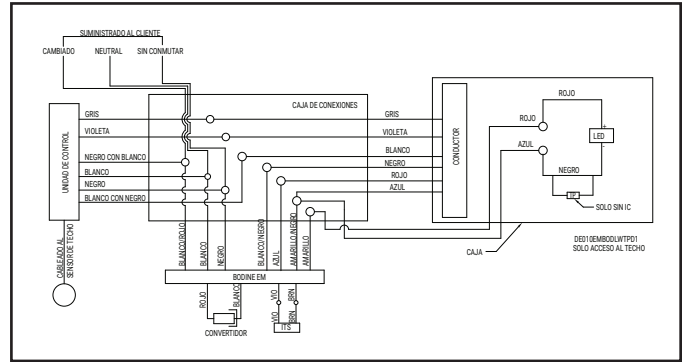 SUMINISTRADO AL CLIENTE
CAMBIADO
NEUTRAL
SIN CONMUTAR
CAJA DE CONEXIONES
UNIDAD DE CONTROL
GRIS
VIOLETA
NEGRO CON BLANCO
BLANCO
NEGRO
BLANCO CON NEGRO
GRIS
VIOLETA
BLANCO
NEGRO
ROJO
AZUL
CONDUCTOR
ROJO
ROJO
AZUL
+
LED
-
NEGRO
TP
SOLO SIN IC
CAJA
DE010EMBODLWTPD1
SOLO ACCESO AL TECHO
CABLEADO AL
SENSOR DE TECHO
BLANCO/ROJO
BLANCO
NEGRO
BLANCO/NEGRO
AZUL
AMARILLO/NEGRO
AMARILLO
BODINE EM
ROJO
BLANCO
CONVERTIDOR
VIO
BRN
VIO
BRN
ITS